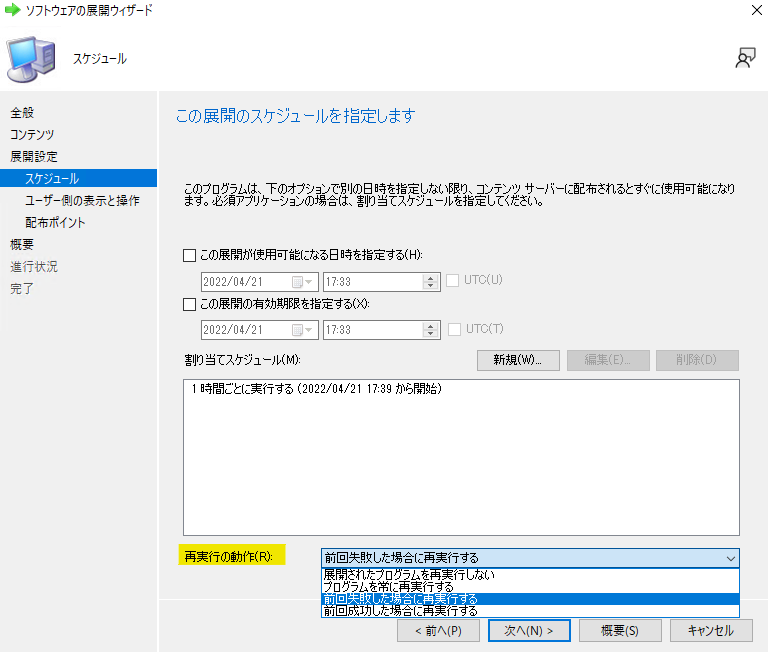 ソフトウェアの展開ウィザード
スケジュール
全般
コンテンツ
展開設定
スケジュール
ユーザー側の表示と操作
配布ポイント
概要
進行状況
完了
この展開のスケジュールを指定します
このプログラムは、下のオプションで別の日時を指定しない限り、コンテンツ サーバーに配布されるとすぐに使用可能になり
ます。必須アプリケーションの場合は、割り当てスケジュールを指定してください。
この展開が使用可能になる日時を指定する(H):
2022/04/21 17:33 UTC(U)
この展開の有効期限を指定する(X):
2022/04/21 17:33 UTC(T)
割り当てスケジュール(M): 新規(W)... 編集(E)... 削除(D)
1 時間ごとに実行する (2022/04/21 17:39 から開始)
再実行の動作(R): 前回失敗した場合に再実行する
展開されたプログラムを再実行しない
プログラムを常に再実行する
前回失敗した場合に再実行する
前回成功した場合に再実行する
< 前へ(P) 次へ(N) > 概要(S) キャンセル